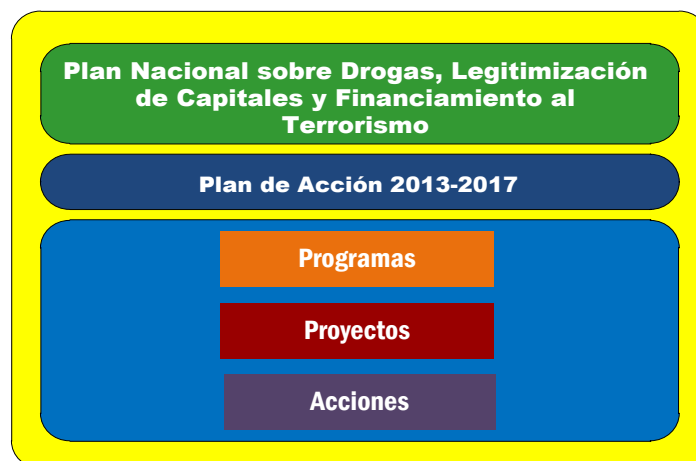 Plan Nacional sobre Drogas, Legitimización
de Capitales y Financiamiento al
Terrorismo
Plan de Acción 2013-2017
Programas
Proyectos
Acciones